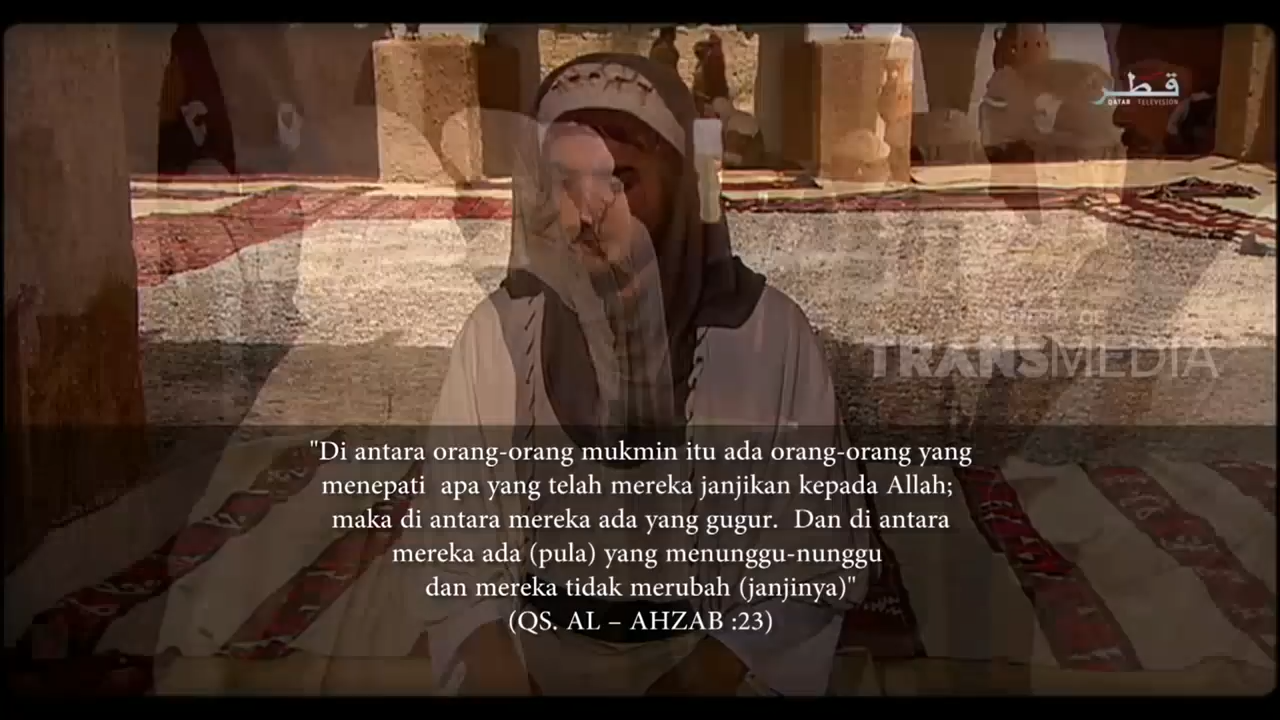 قطر
QATAR TELEVISION
TRANSMEDIA
"Di antara orang-orang mukmin itu ada orang-orang yang
menepati apa yang telah mereka janjikan kepada Allah;
maka di antara mereka ada yang gugur. Dan di antara
mereka ada (pula) yang menunggu-nunggu
dan mereka tidak merubah (janjinya)"
(QS. AL – AHZAB :23)